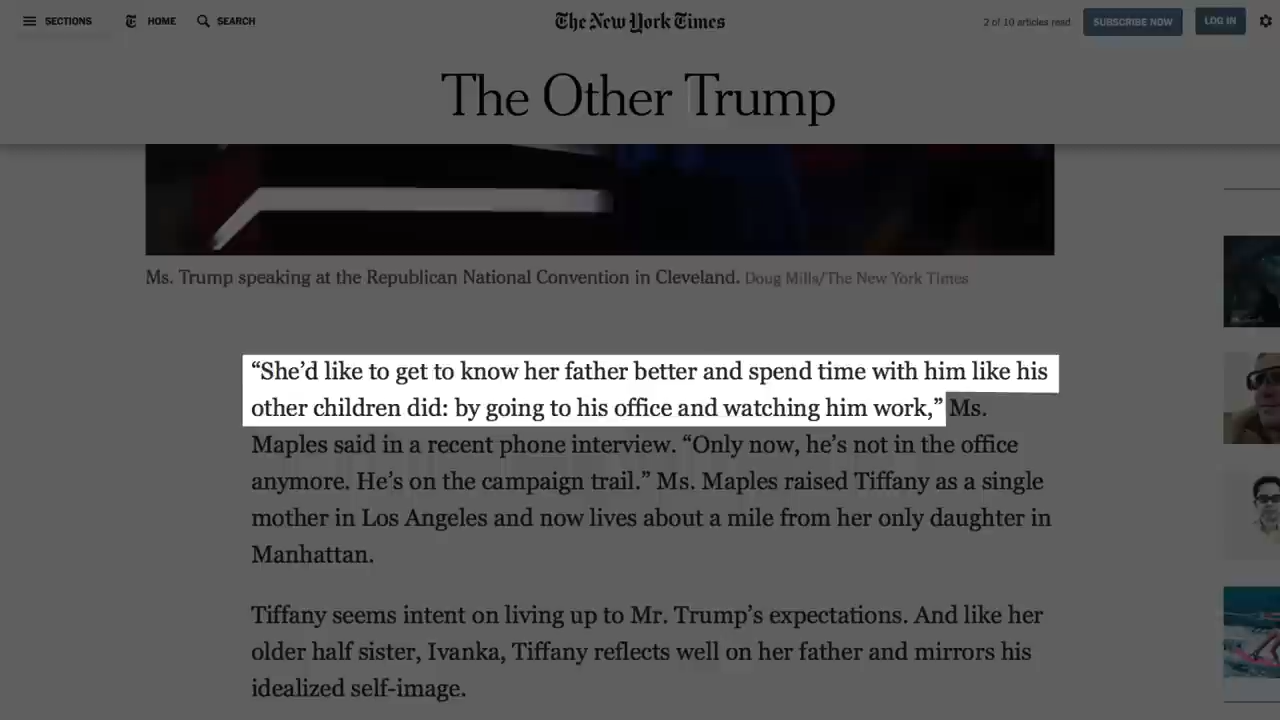 SECTIONS HOME SEARCH The New York Times 2 of 10 articles read SUBSCRIBE NOW LOG IN
The Other Trump
Ms. Trump speaking at the Republican National Convention in Cleveland. Doug Mills/The New York Times
“She’d like to get to know her father better and spend time with him like his
other children did: by going to his office and watching him work,” Ms.
Maples said in a recent phone interview. “Only now, he’s not in the office
anymore. He’s on the campaign trail.” Ms. Maples raised Tiffany as a single
mother in Los Angeles and now lives about a mile from her only daughter in
Manhattan.
Tiffany seems intent on living up to Mr. Trump’s expectations. And like her
older half sister, Ivanka, Tiffany reflects well on her father and mirrors his
idealized self-image.